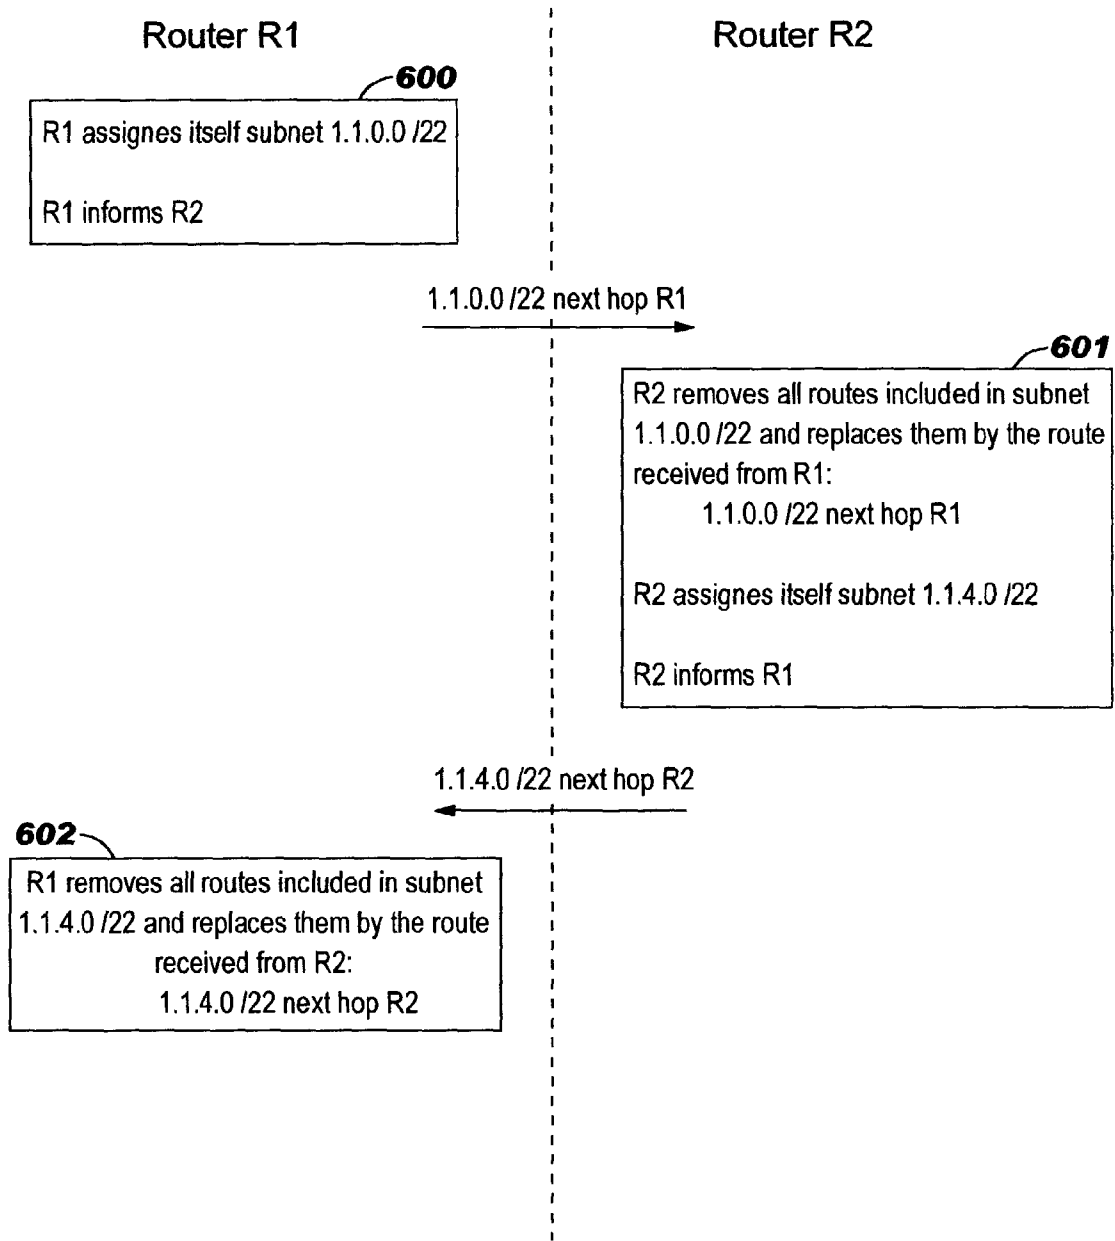 Router R1
Router R2
600
R1 assignes itself subnet 1.1.0.0 /22
R1 informs R2
1.1.0.0 /22 next hop R1
601
R2 removes all routes included in subnet
1.1.0.0 /22 and replaces them by the route
received from R1:
1.1.0.0 /22 next hop R1
R2 assignes itself subnet 1.1.4.0 /22
R2 informs R1
1.1.4.0 /22 next hop R2
602
R1 removes all routes included in subnet
1.1.4.0 /22 and replaces them by the route
received from R2:
1.1.4.0 /22 next hop R2